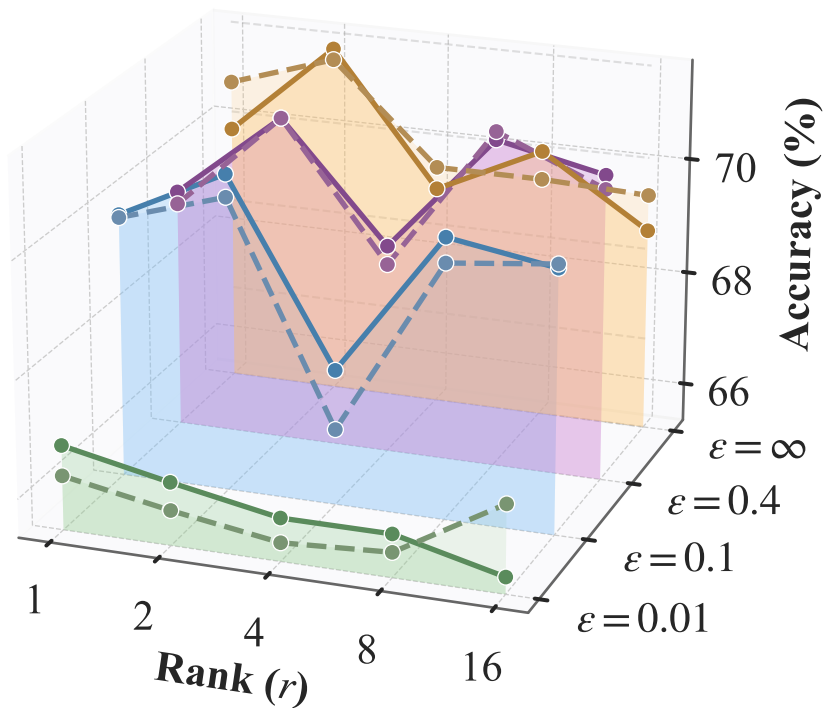 70
68
66
Accuracy (%)
ε = ∞
ε = 0.4
ε = 0.1
ε = 0.01
1
2
4
8
16
Rank (r)